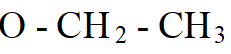 O - CH₂ - CH₃